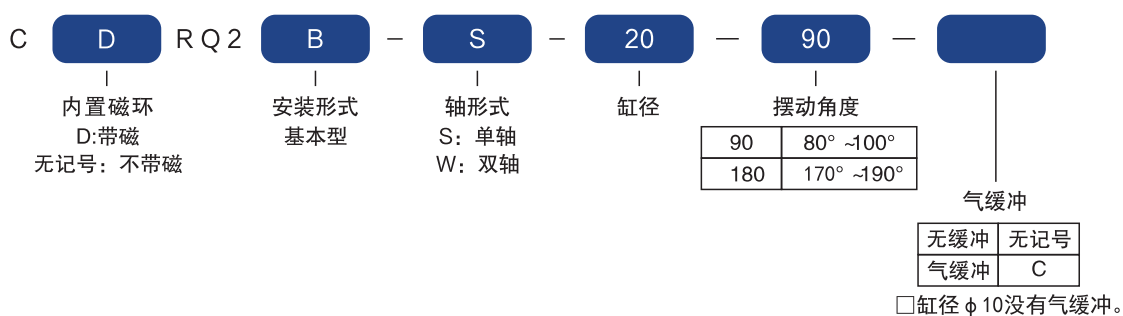 C D RQ2 B - S - 20 - 90 -
内置磁环
D:带磁
无记号：不带磁
安装形式
基本型
轴形式
S：单轴
W：双轴
缸径
摆动角度
90 80° ~100°
180 170° ~190°
气缓冲
无缓冲 无记号
气缓冲 C
□缸径ϕ10没有气缓冲。